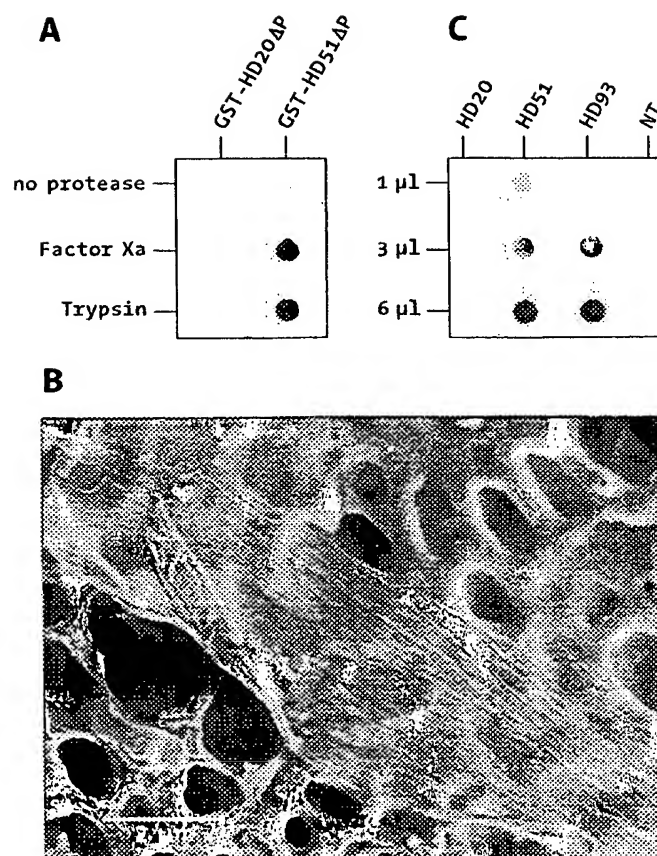 A
GST-HD20ΔP
GST-HD51ΔP
no protease
Factor Xa
Trypsin
C
HD20
HD51
HD93
NT
1 µl
3 µl
6 µl
B